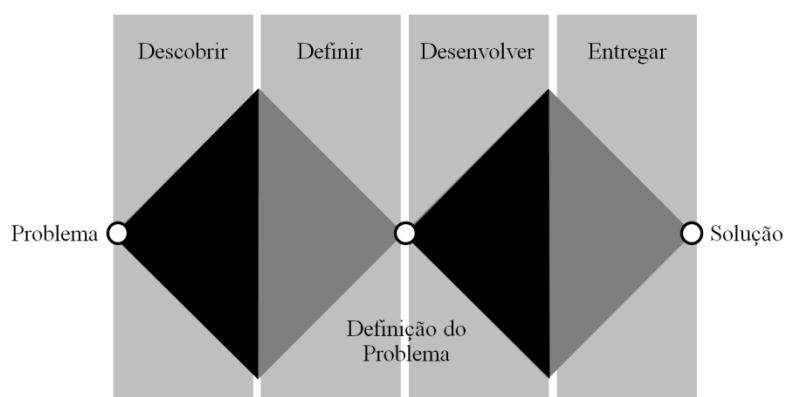 Descobrir
Definir
Desenvolver
Entregar
Problema
Solução
Definição do
Problema